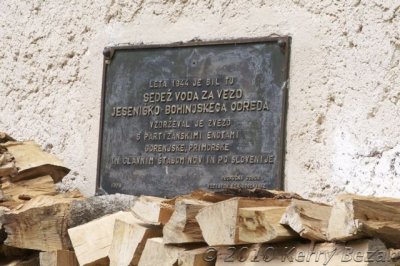 LETA 1944 JE BIL TU
SEDEŽ VODA ZA VEZO
JESENIŠKO-BOHINJSKEGA ODREDA
VZDRŽEVAL JE ZVEZO
S PARTIZANSKIMI ENOTAMI
GORENJSKE, PRIMORSKE
IN GLAVNIM ŠTABOM NOV IN PO SLOVENIJE
© 2010 Kerry Bezak